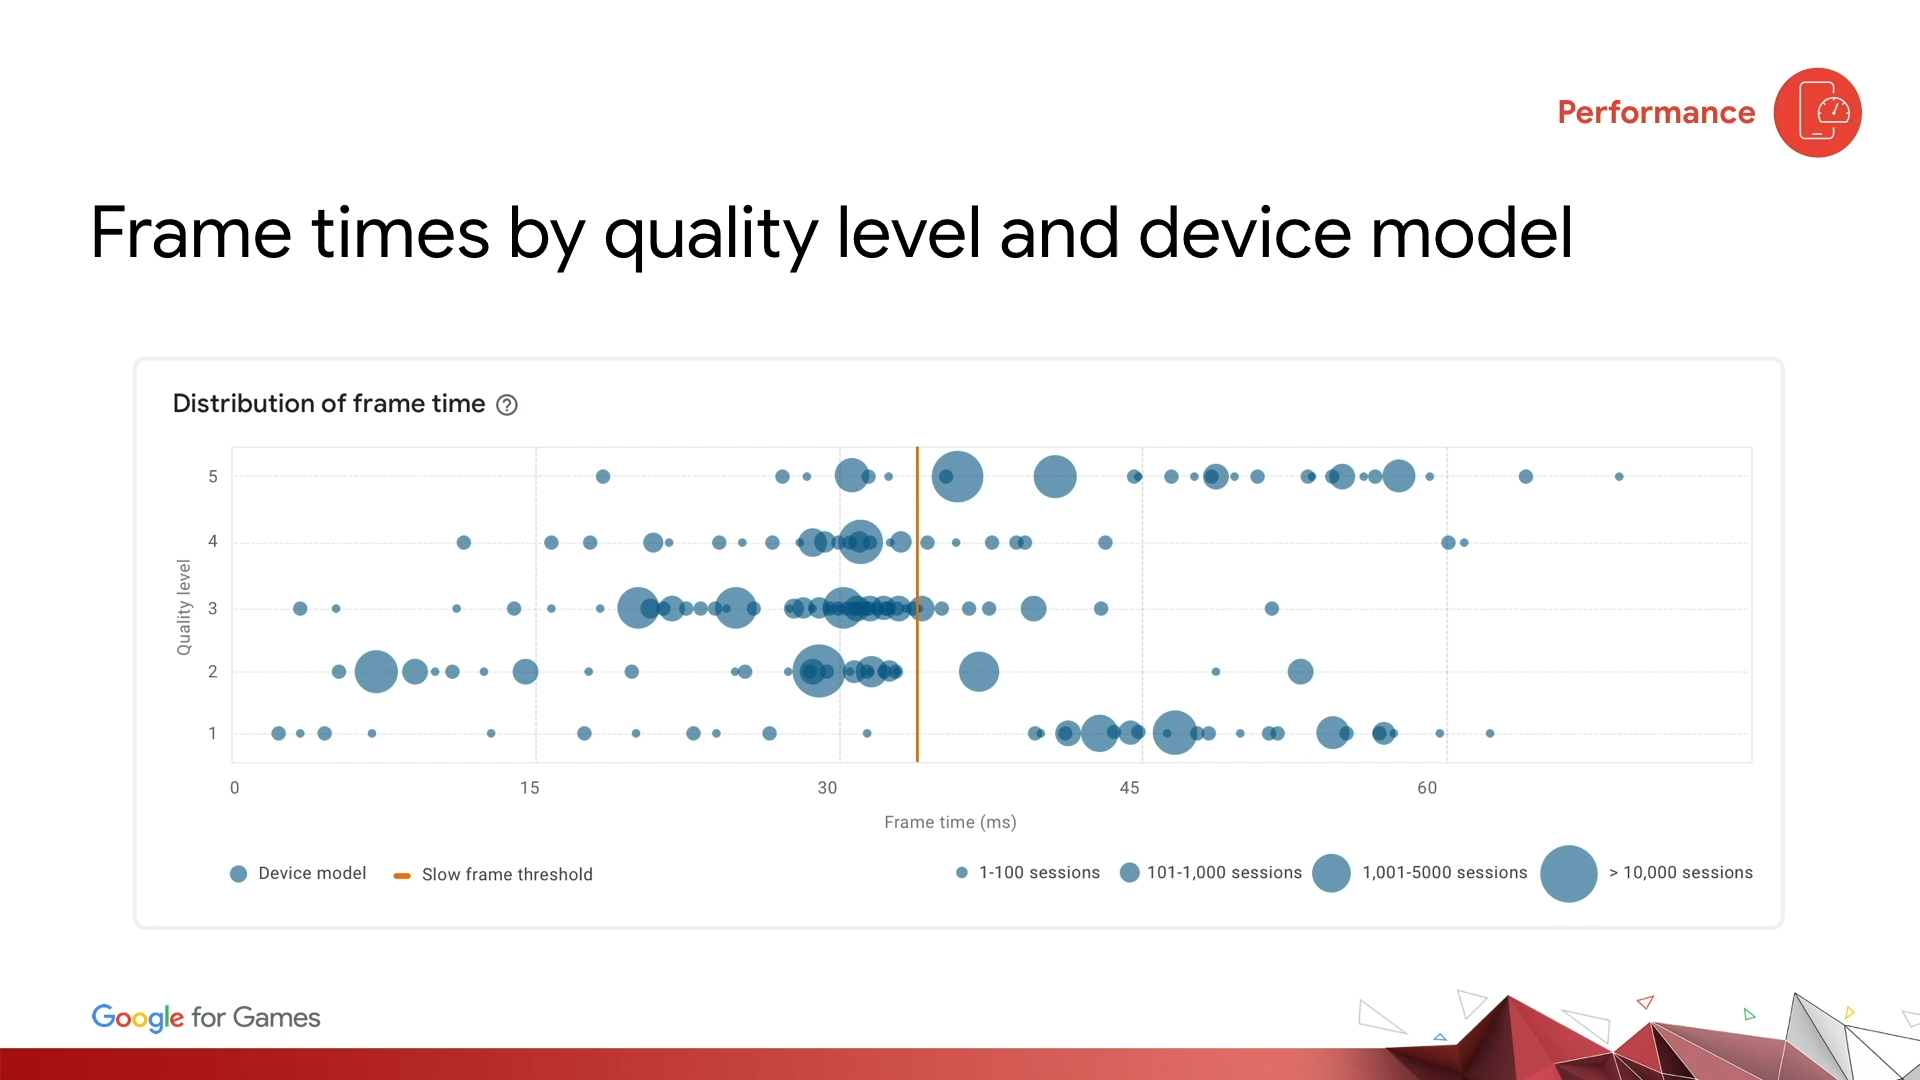 Performance
Frame times by quality level and device model
Distribution of frame time ?
Quality level
5
4
3
2
1
0 15 30 45 60
Frame time (ms)
Device model Slow frame threshold 1-100 sessions 101-1,000 sessions 1,001-5000 sessions > 10,000 sessions
Google for Games